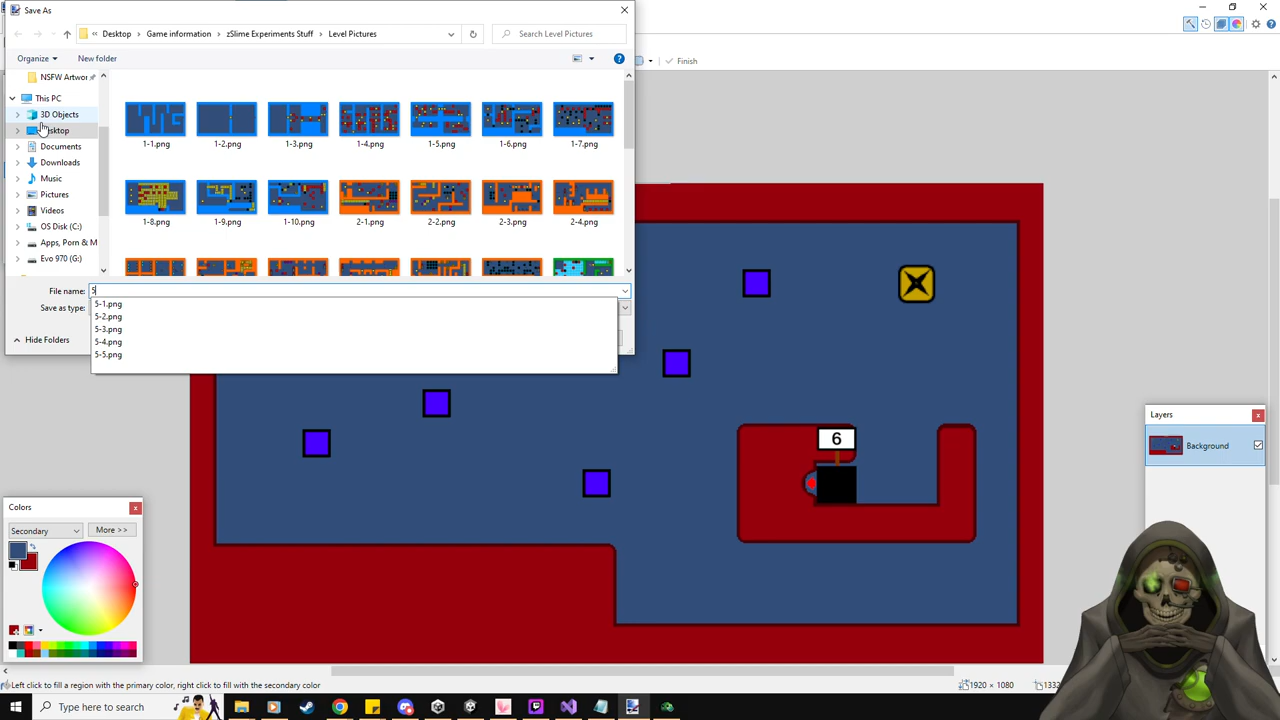 Save As
Desktop > Game information > zSlime Experiments Stuff > Level Pictures
Search Level Pictures
Organize
New folder
Finish
NSFW Artwor
This PC
3D Objects
Desktop
Documents
Downloads
Music
Pictures
Videos
OS Disk (C:)
Apps, Porn & M
Evo 970 (G:)
1-1.png
1-2.png
1-3.png
1-4.png
1-5.png
1-6.png
1-7.png
1-8.png
1-9.png
1-10.png
2-1.png
2-2.png
2-3.png
2-4.png
File name: 5
Save as type:
5-1.png
5-2.png
5-3.png
5-4.png
5-5.png
Hide Folders
6
Layers
Background
Colors
Secondary
More >>
Left click to fill a region with the primary color, right click to fill with the secondary color
1920 × 1080
1332
Type here to search